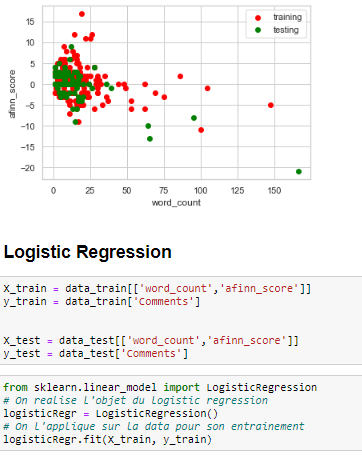 training
testing
afinn_score
15
10
5
0
−5
−10
−15
−20
0 25 50 75 100 125 150
word_count
Logistic Regression
X_train = data_train[['word_count','afinn_score']]
y_train = data_train['Comments']
X_test = data_test[['word_count','afinn_score']]
y_test = data_test['Comments']
from sklearn.linear_model import LogisticRegression
# On realise l'objet du Logistic regression
logisticRegr = LogisticRegression()
# On l'applique sur la data pour son entrainement
logisticRegr.fit(X_train, y_train)